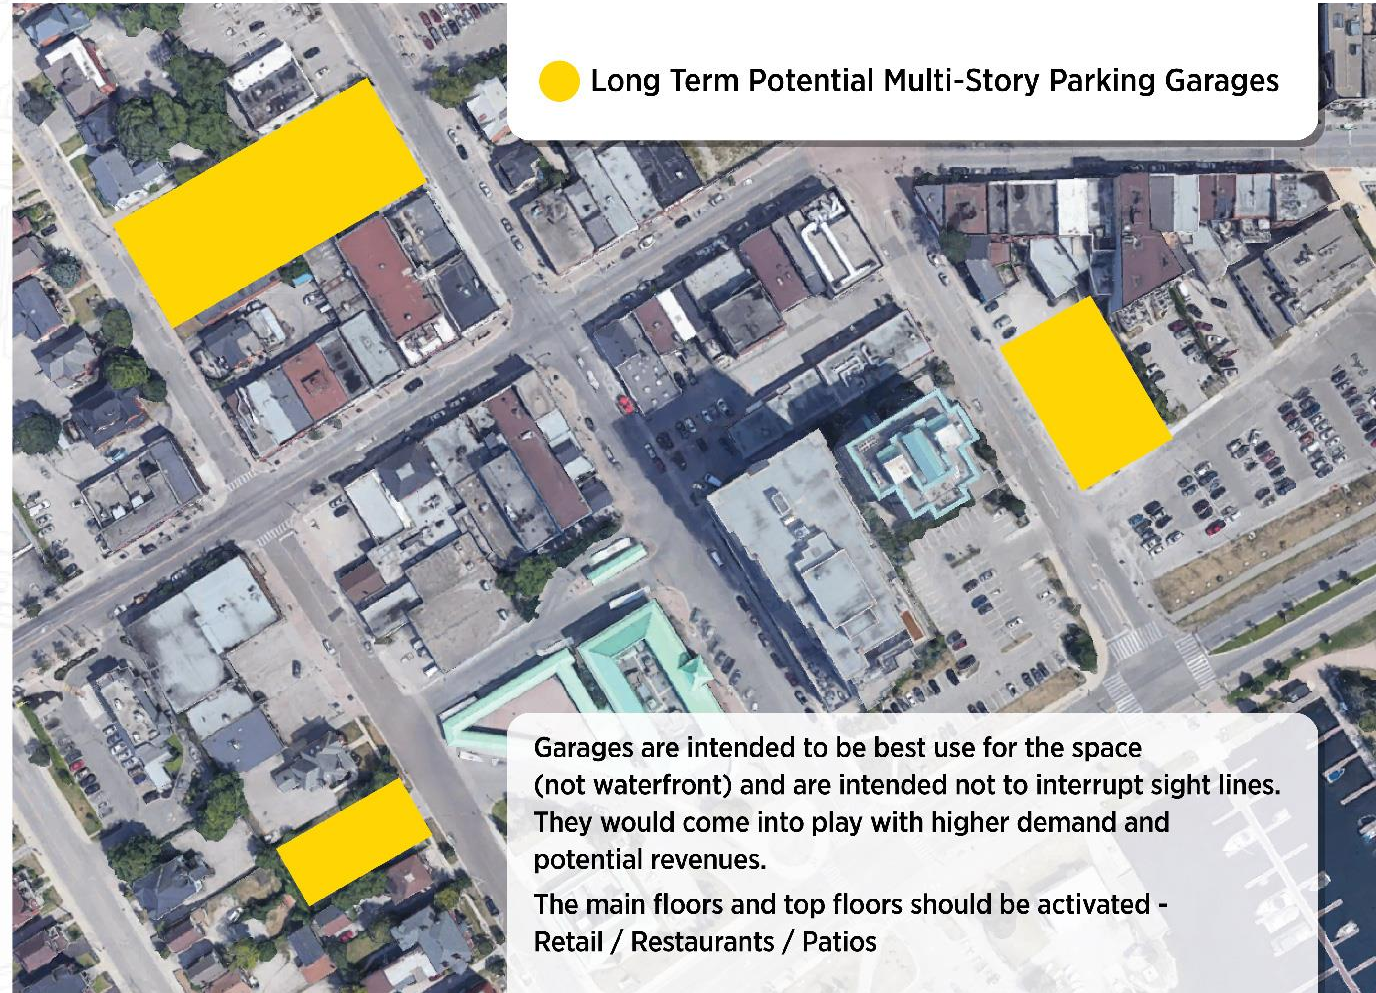 Long Term Potential Multi-Story Parking Garages
Garages are intended to be best use for the space
(not waterfront) and are intended not to interrupt sight lines.
They would come into play with higher demand and
potential revenues.
The main floors and top floors should be activated -
Retail / Restaurants / Patios